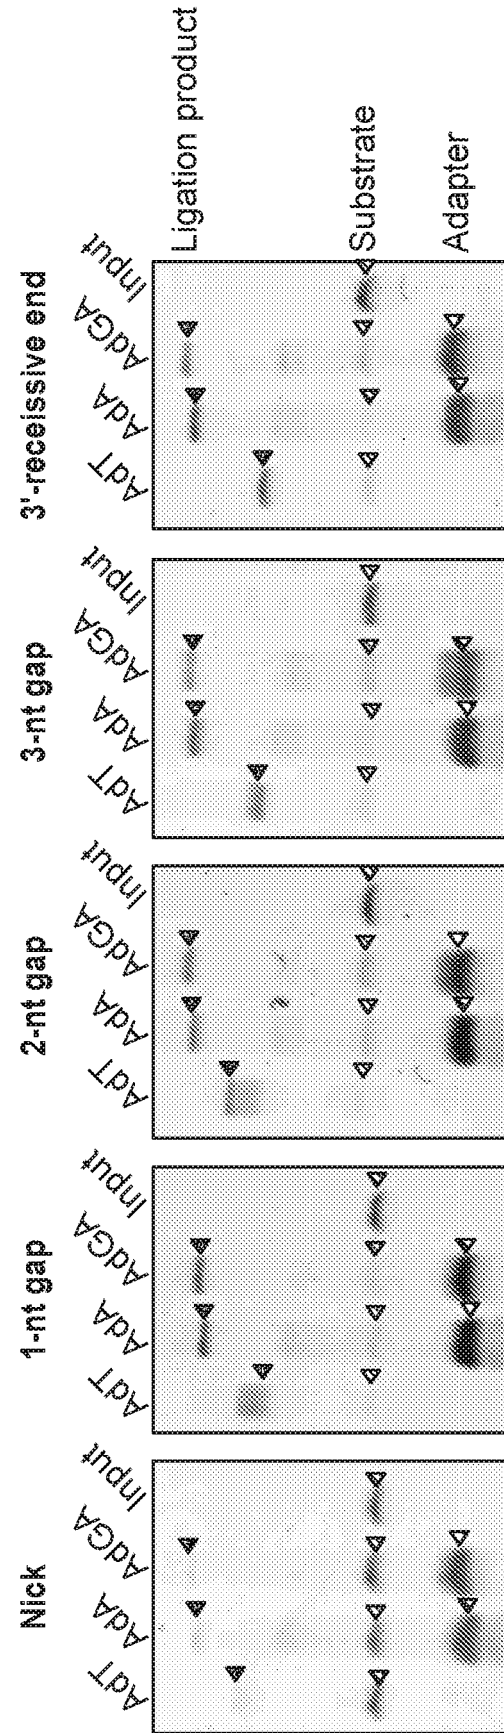 Nick
AdT AdA AdGA Input
1-nt gap
AdT AdA AdGA Input
2-nt gap
AdT AdA AdGA Input
3-nt gap
AdT AdA AdGA Input
3'-receissive end
AdT AdA AdGA Input
Ligation product
Substrate
Adapter